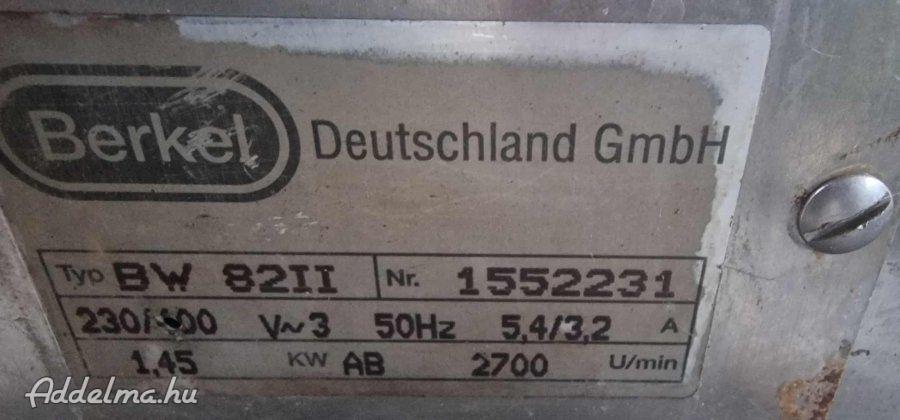 Berkel Deutschland GmbH
Typ BW 82II Nr. 1552231
230/400 V~3 50Hz 5,4/3,2 A
1,45 KW AB 2700 U/min
Addelma.hu